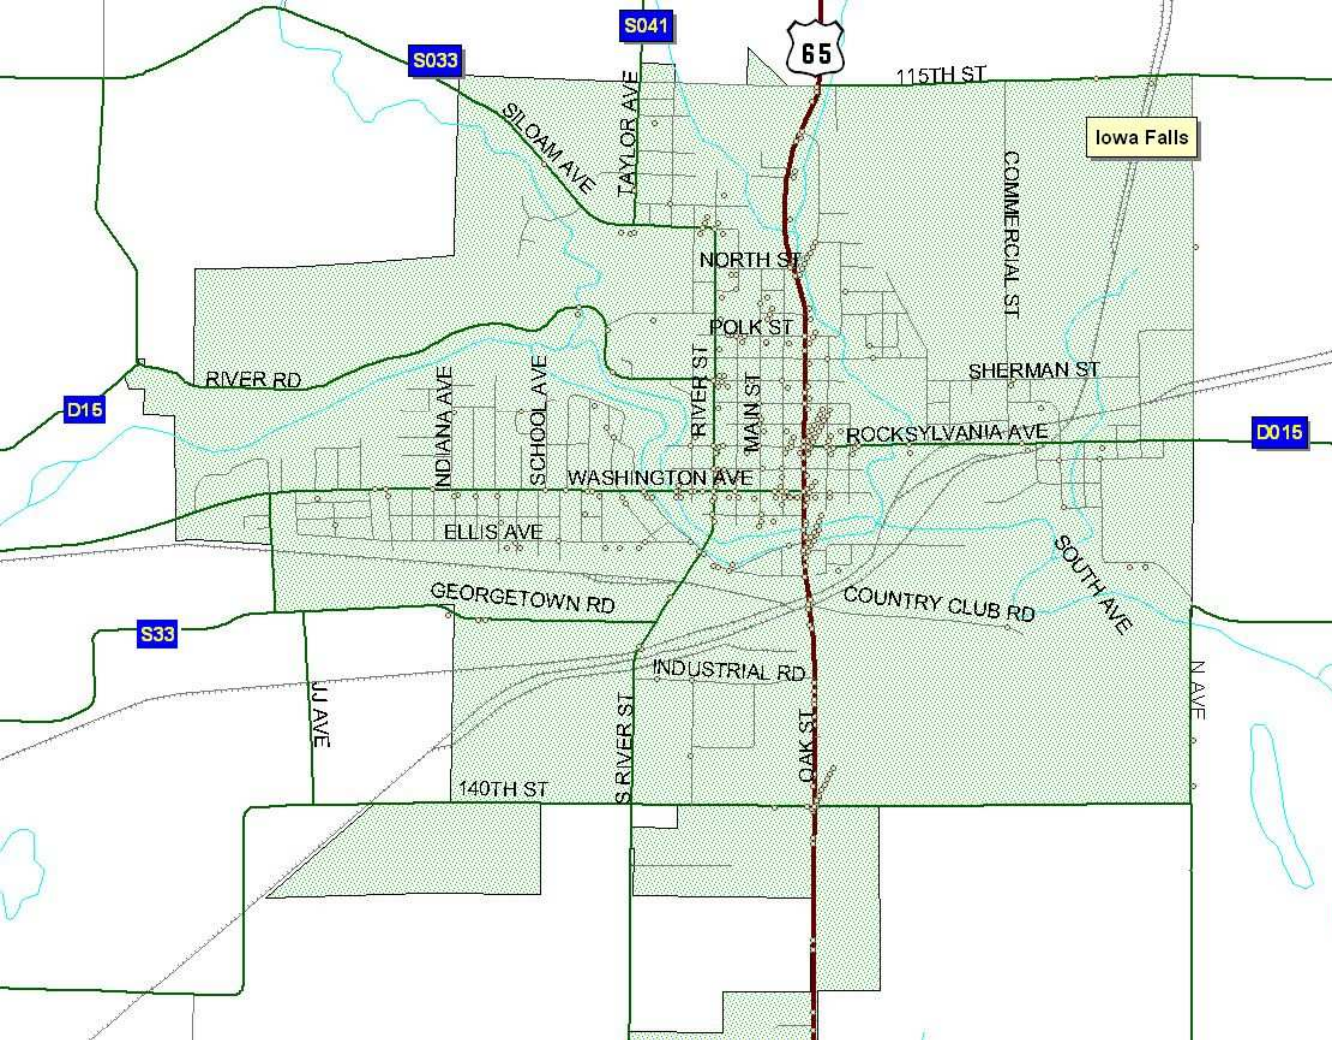 S041
65
S033
115TH ST
SILOAM AVE
TAYLOR AVE
Iowa Falls
COMMERCIAL ST
NORTH ST
POLK ST
RIVER RD
SHERMAN ST
D15
INDIANA AVE
SCHOOL AVE
RIVER ST
MAIN ST
ROCKSYLVANIA AVE
D015
WASHINGTON AVE
ELLIS AVE
SOUTH AVE
GEORGETOWN RD
COUNTRY CLUB RD
S33
INDUSTRIAL RD
JJ AVE
S RIVER ST
OAK ST
N AVE
140TH ST